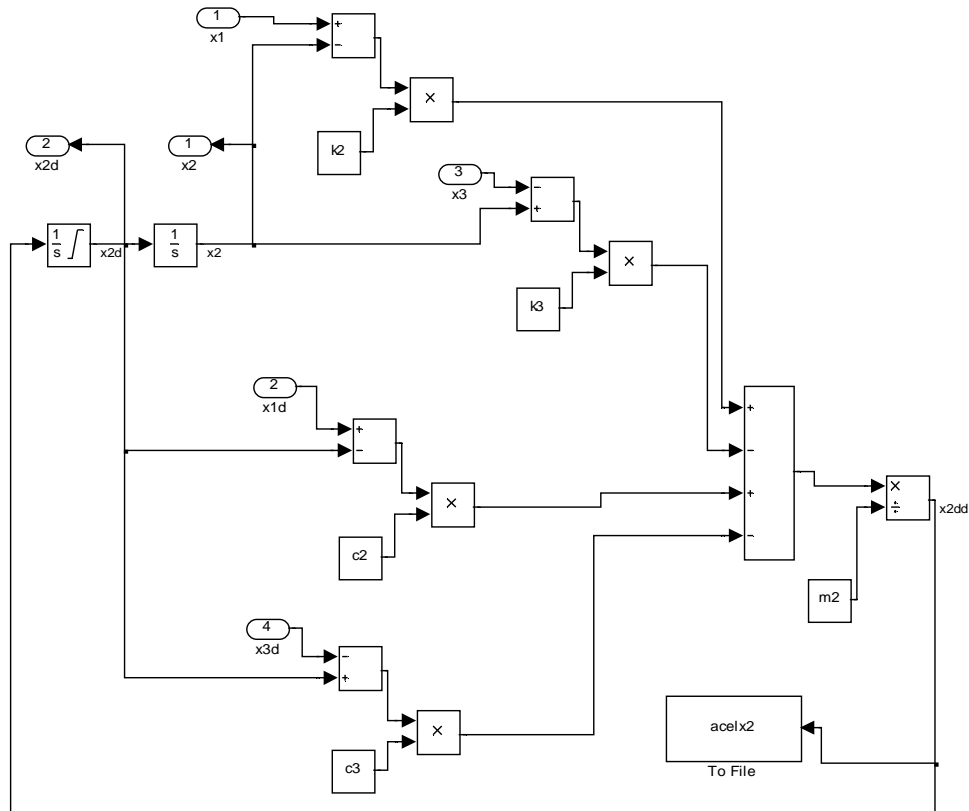 1
x1
+
−
×
k2
2
x2d
1
x2
3
x3
−
+
×
k3
1
s
x2d
1
s
x2
2
x1d
+
−
×
c2
+
−
+
−
×
÷
x2dd
m2
4
x3d
−
+
×
c3
acelx2
To File